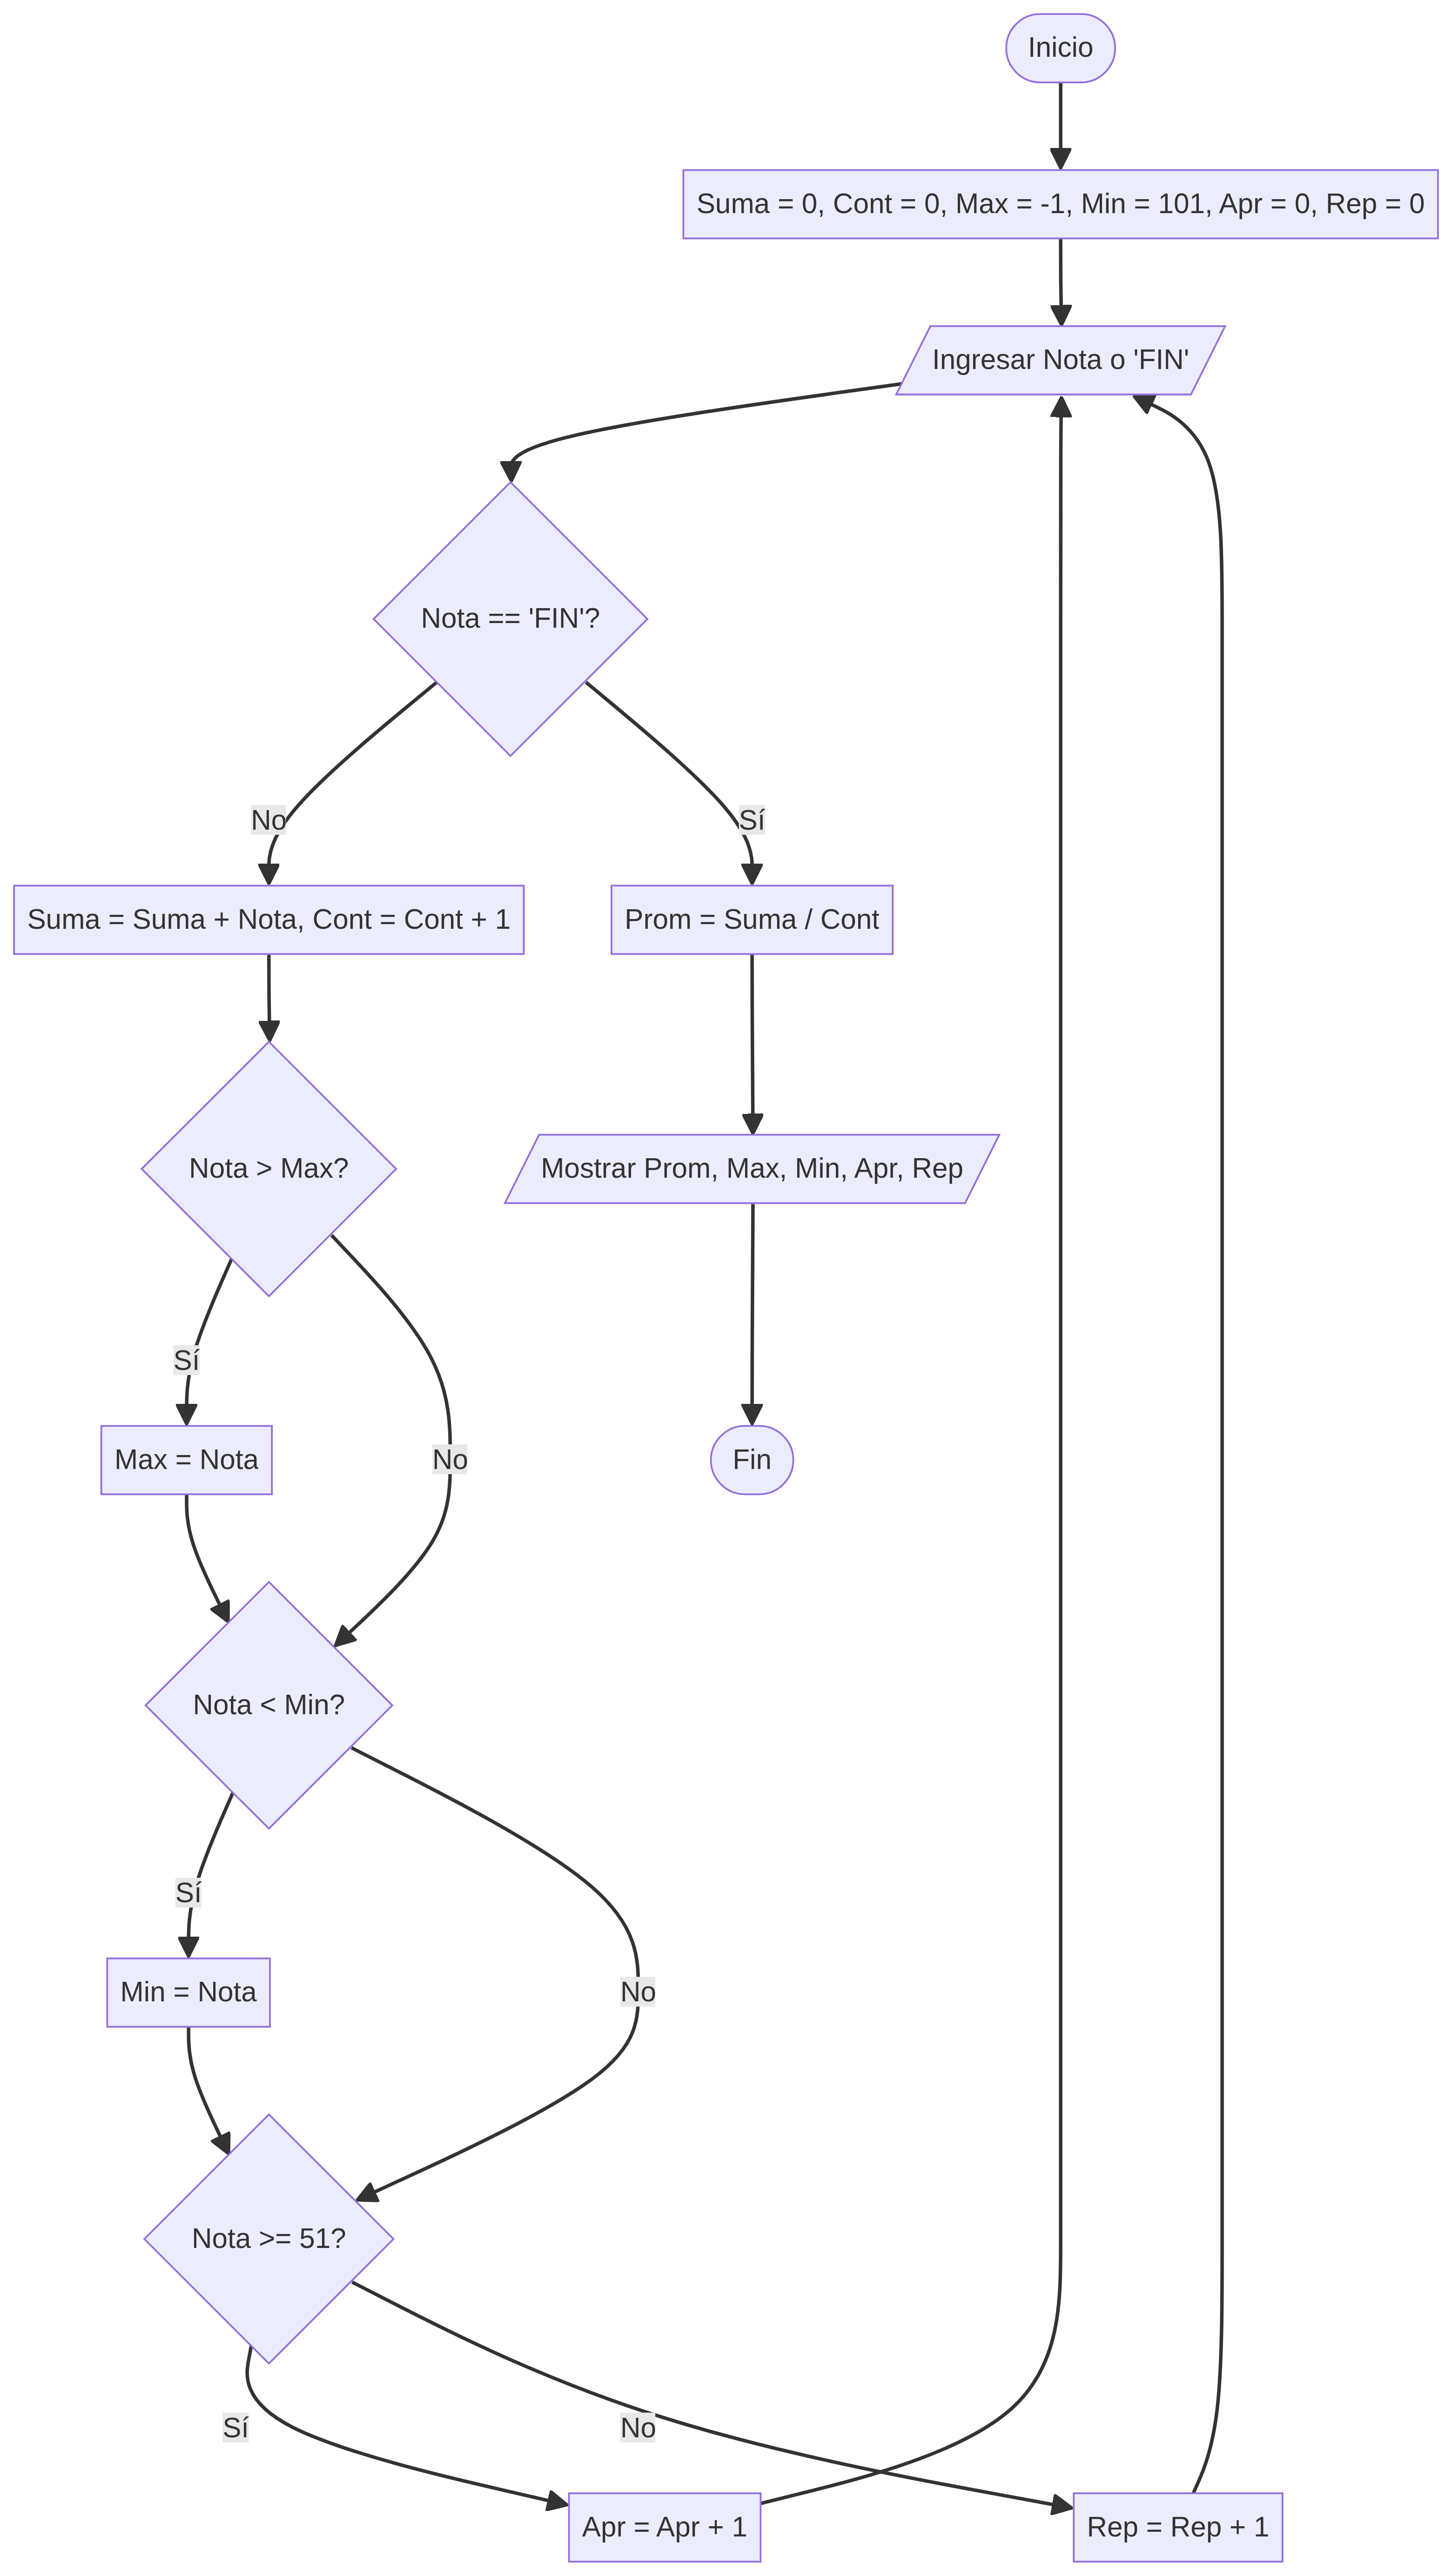 Inicio
Suma = 0, Cont = 0, Max = -1, Min = 101, Apr = 0, Rep = 0
Ingresar Nota o 'FIN'
Nota == 'FIN'?
No
Sí
Suma = Suma + Nota, Cont = Cont + 1
Prom = Suma / Cont
Nota > Max?
Mostrar Prom, Max, Min, Apr, Rep
Sí
No
Max = Nota
Fin
Nota < Min?
Sí
No
Min = Nota
Nota >= 51?
Sí
No
Apr = Apr + 1
Rep = Rep + 1